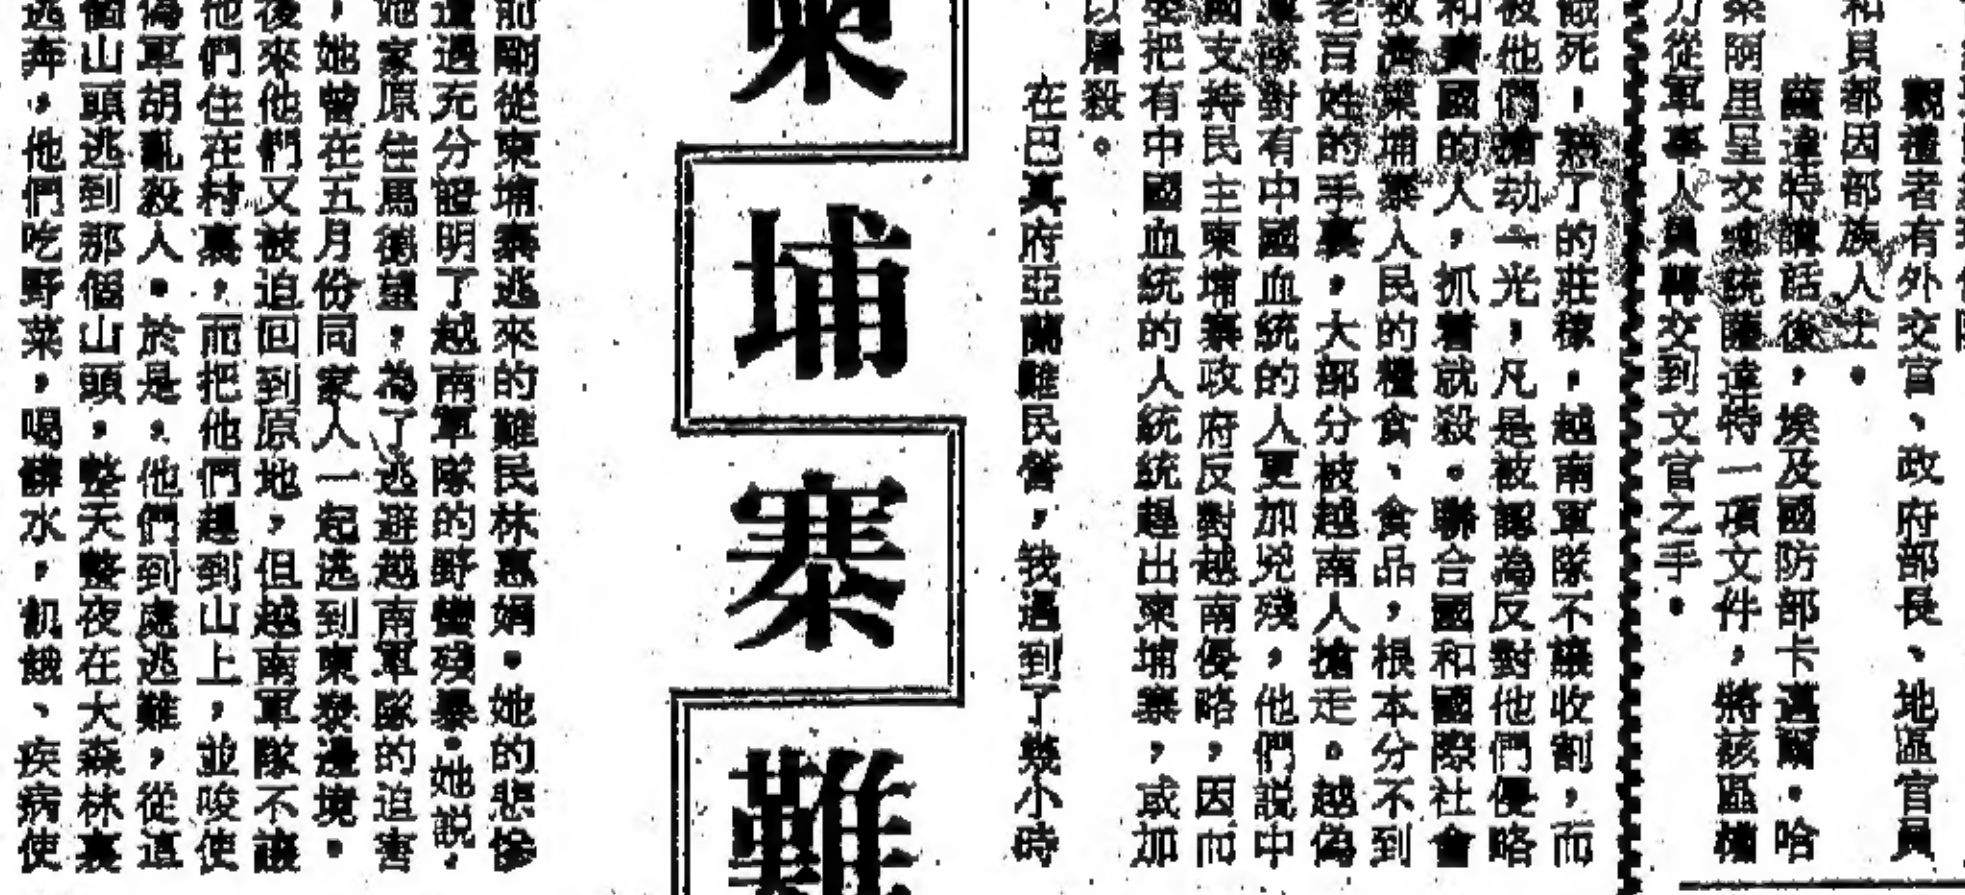 觀禮者有外交官、政府部長、地區官員
和貝都因部族人士。
薩達特講話後,埃及國防部卡邁爾。哈
桑阿里呈交總統薩達特一項文件,將該區權
力從軍事人員轉交到文官之手。
餓死,熟了的莊稼,越南軍隊不讓收割,而
被他們搶劫一光,凡是被認為反對他們侵略
和賣國的人,抓着就殺。聯合國和國際社會
救濟柬埔寨人民的糧食、食品,根本分不到
老百姓的手裏,大部分被越南人搶走。越偽
隊對有中國血統的人更加兇殘,他們説中
國支持民主柬埔寨政府反對越南侵略,因而
要把有中國血統的人統統趕出柬埔寨,或加
以屠殺。
在巴真府亞蘭難民營,我遇到了幾小時
柬埔寨難
前剛從柬埔寨逃來的難民林惠娟。她的悲慘
遭遇充分證明了越南軍隊的野蠻殘暴。她説,
她家原住馬德望,為了逃避越南軍隊的迫害
,她曾在五月份同家人一起逃到柬泰邊境。
後來他們又被迫回到原地,但越南軍隊不讓
他們住在村裏,而把他們趕到山上,並唆使
偽軍胡亂殺人。於是,他們到處逃難,從這
個山頭逃到那個山頭。整天整夜在大森林裏
逃奔,他們吃野菜,喝髒水,飢餓、疾病使